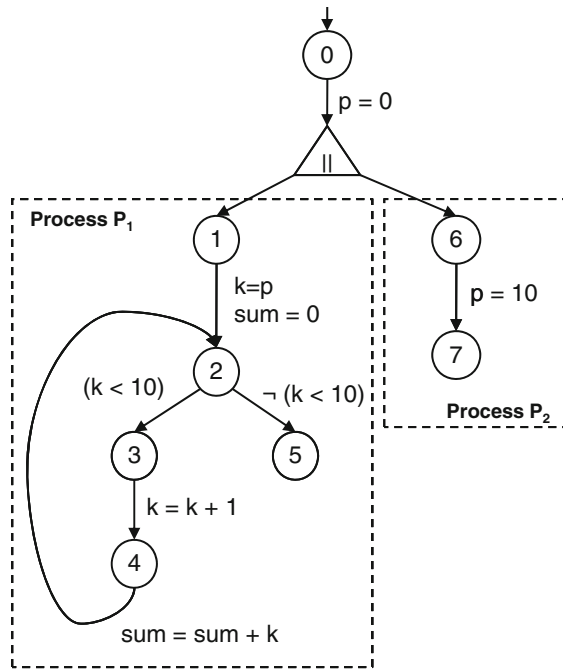 0
p = 0
||
Process P₁
1
6
k=p
sum = 0
p = 10
2
7
(k < 10)
¬ (k < 10)
Process P₂
3
5
k = k + 1
4
sum = sum + k